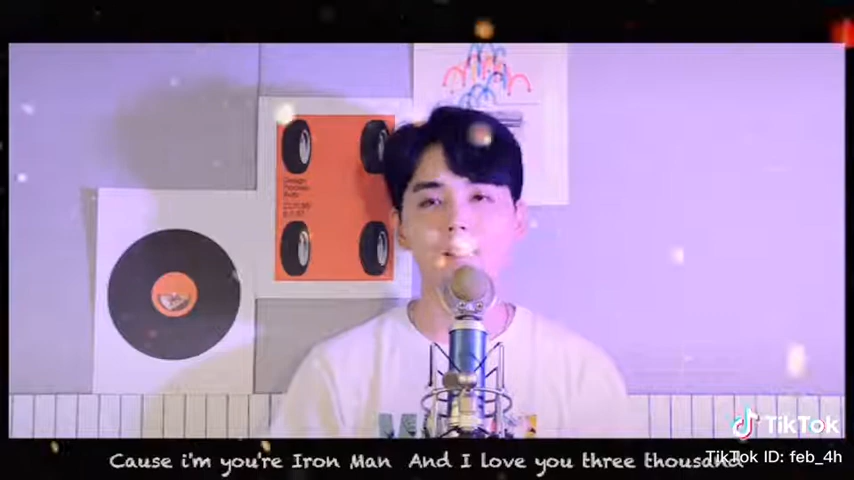 TikTok
TikTok ID: feb_4h
Cause i'm you're Iron Man And I love you three thousand